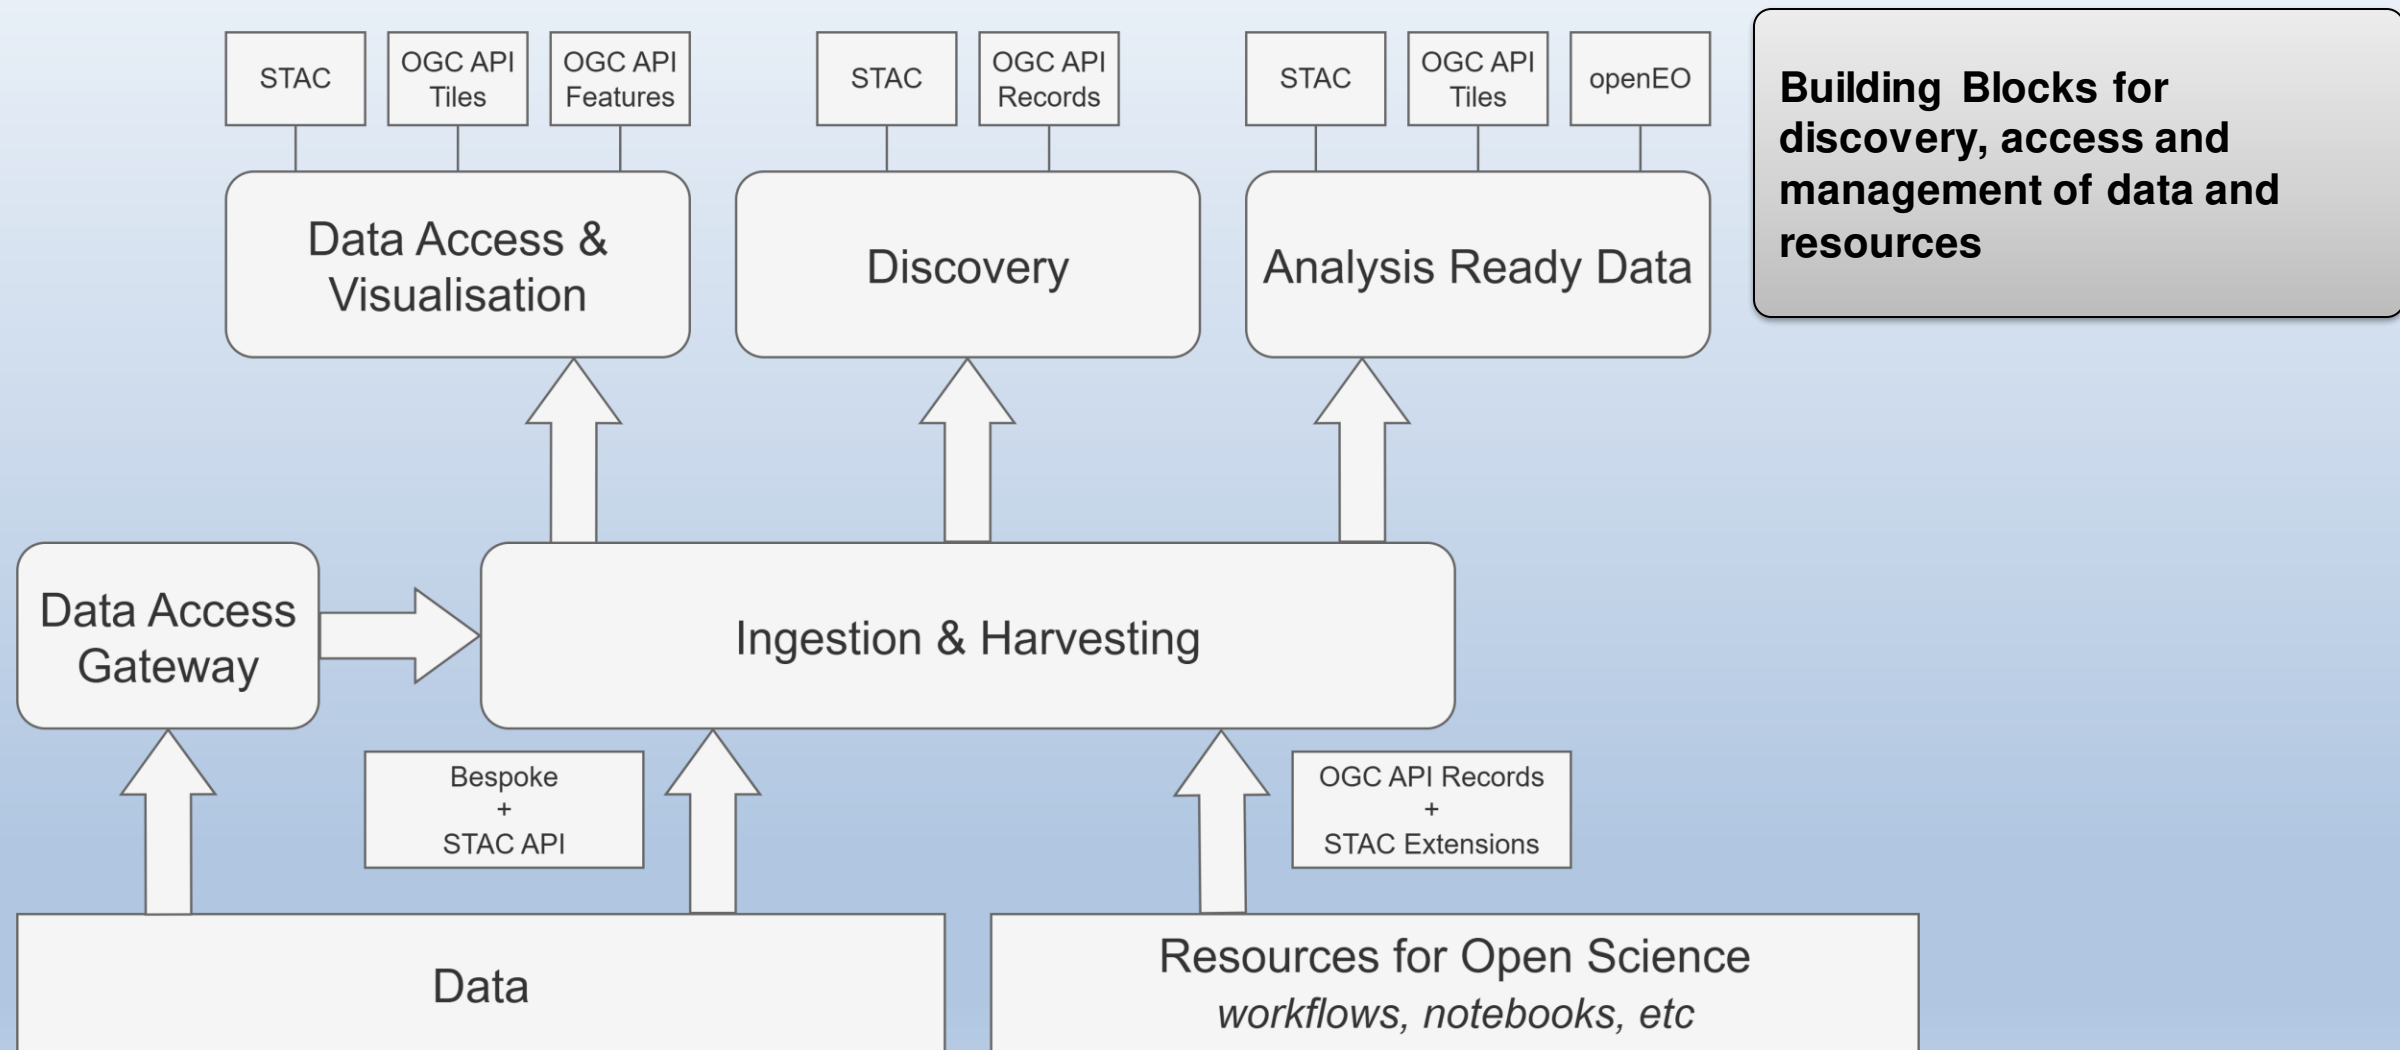 STAC
OGC API
Tiles
OGC API
Features
STAC
OGC API
Records
STAC
OGC API
Tiles
openEO
Building Blocks for
discovery, access and
management of data and
resources
Data Access &
Visualisation
Discovery
Analysis Ready Data
Data Access
Gateway
Ingestion & Harvesting
Bespoke
+
STAC API
OGC API Records
+
STAC Extensions
Data
Resources for Open Science
workflows, notebooks, etc